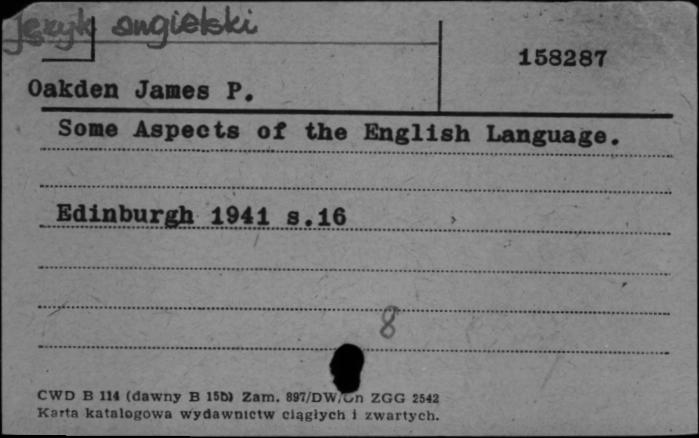 język angielski
158287
Oakden James P.
Some Aspects of the English Language.
Edinburgh 1941 s.16
8
CWD B 114 (dawny B 15b) Zam. 897/DW/Gn ZGG 2542
Karta katalogowa wydawnictw ciągłych i zwartych.